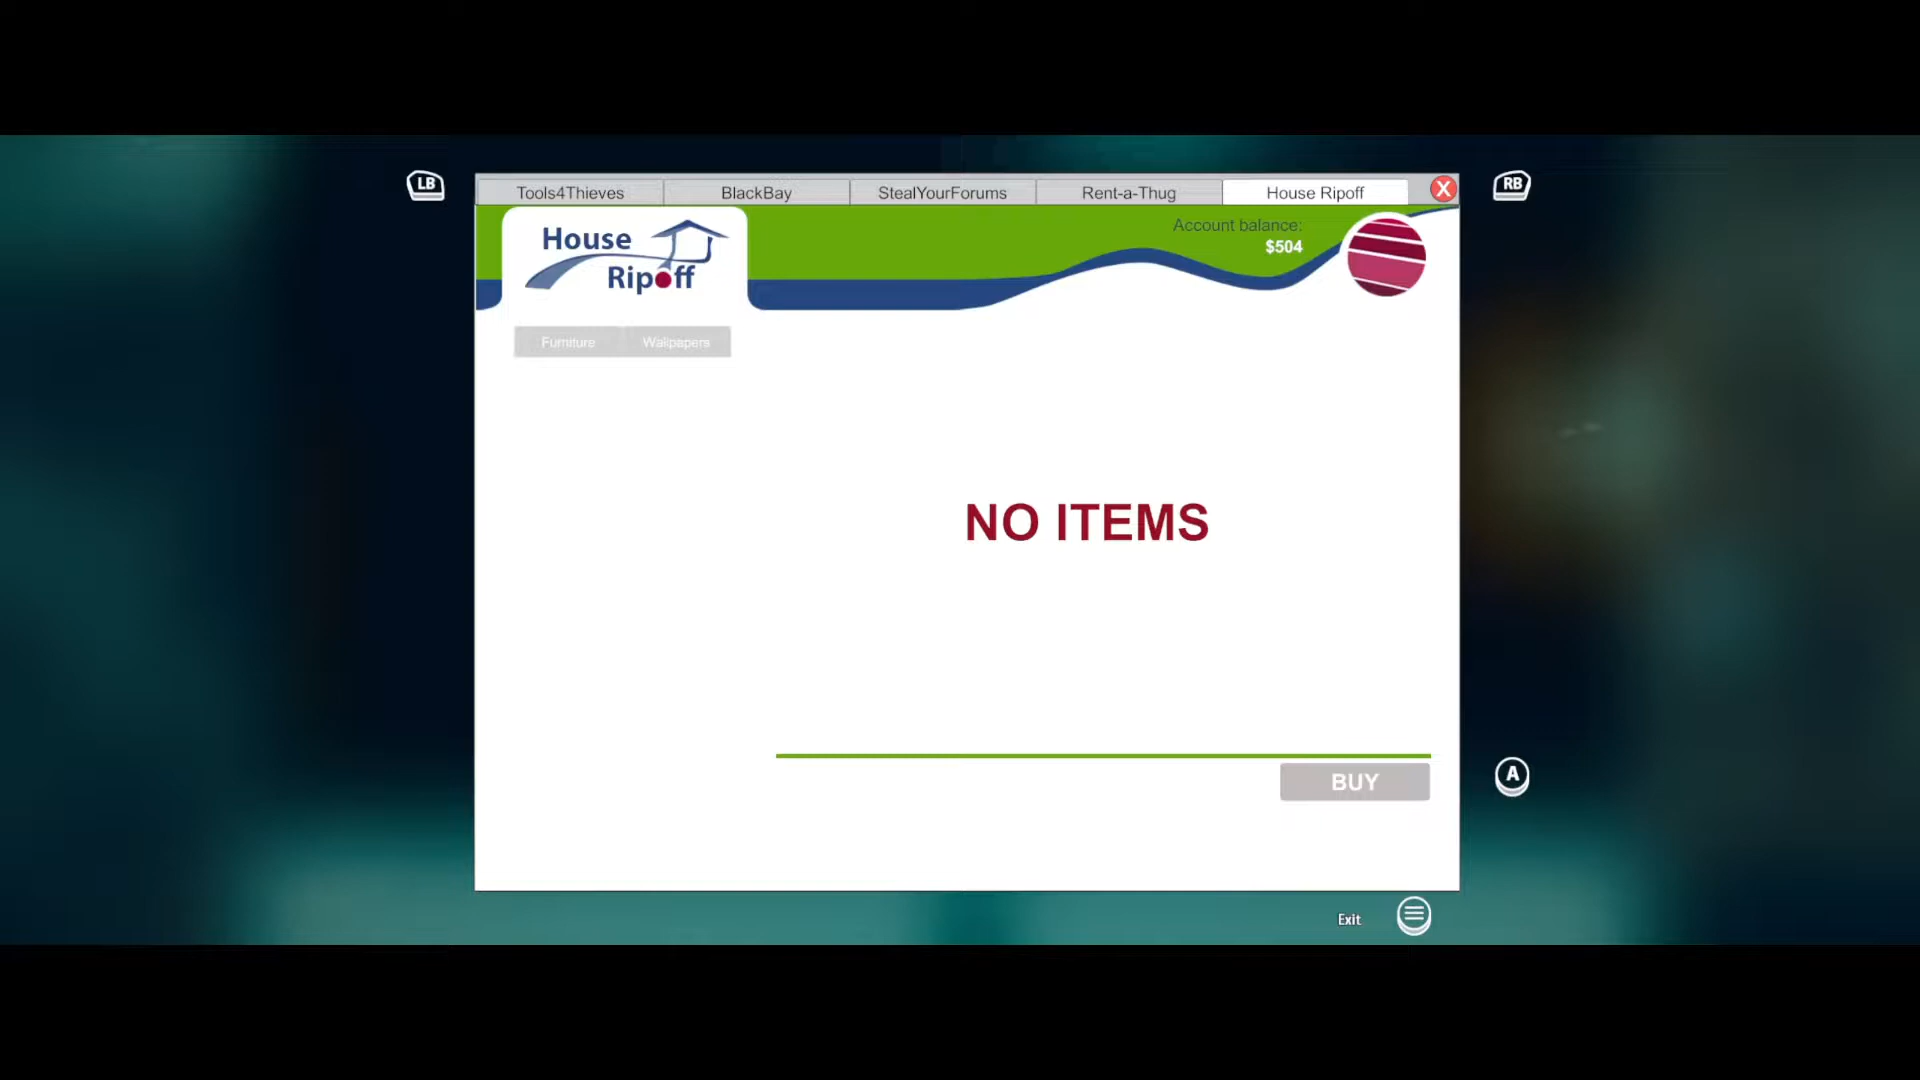 LB
RB
Tools4Thieves
BlackBay
StealYourForums
Rent-a-Thug
House Ripoff
X
House
Ripoff
Account balance:
$504
Furniture
Wallpapers
NO ITEMS
BUY
A
Exit